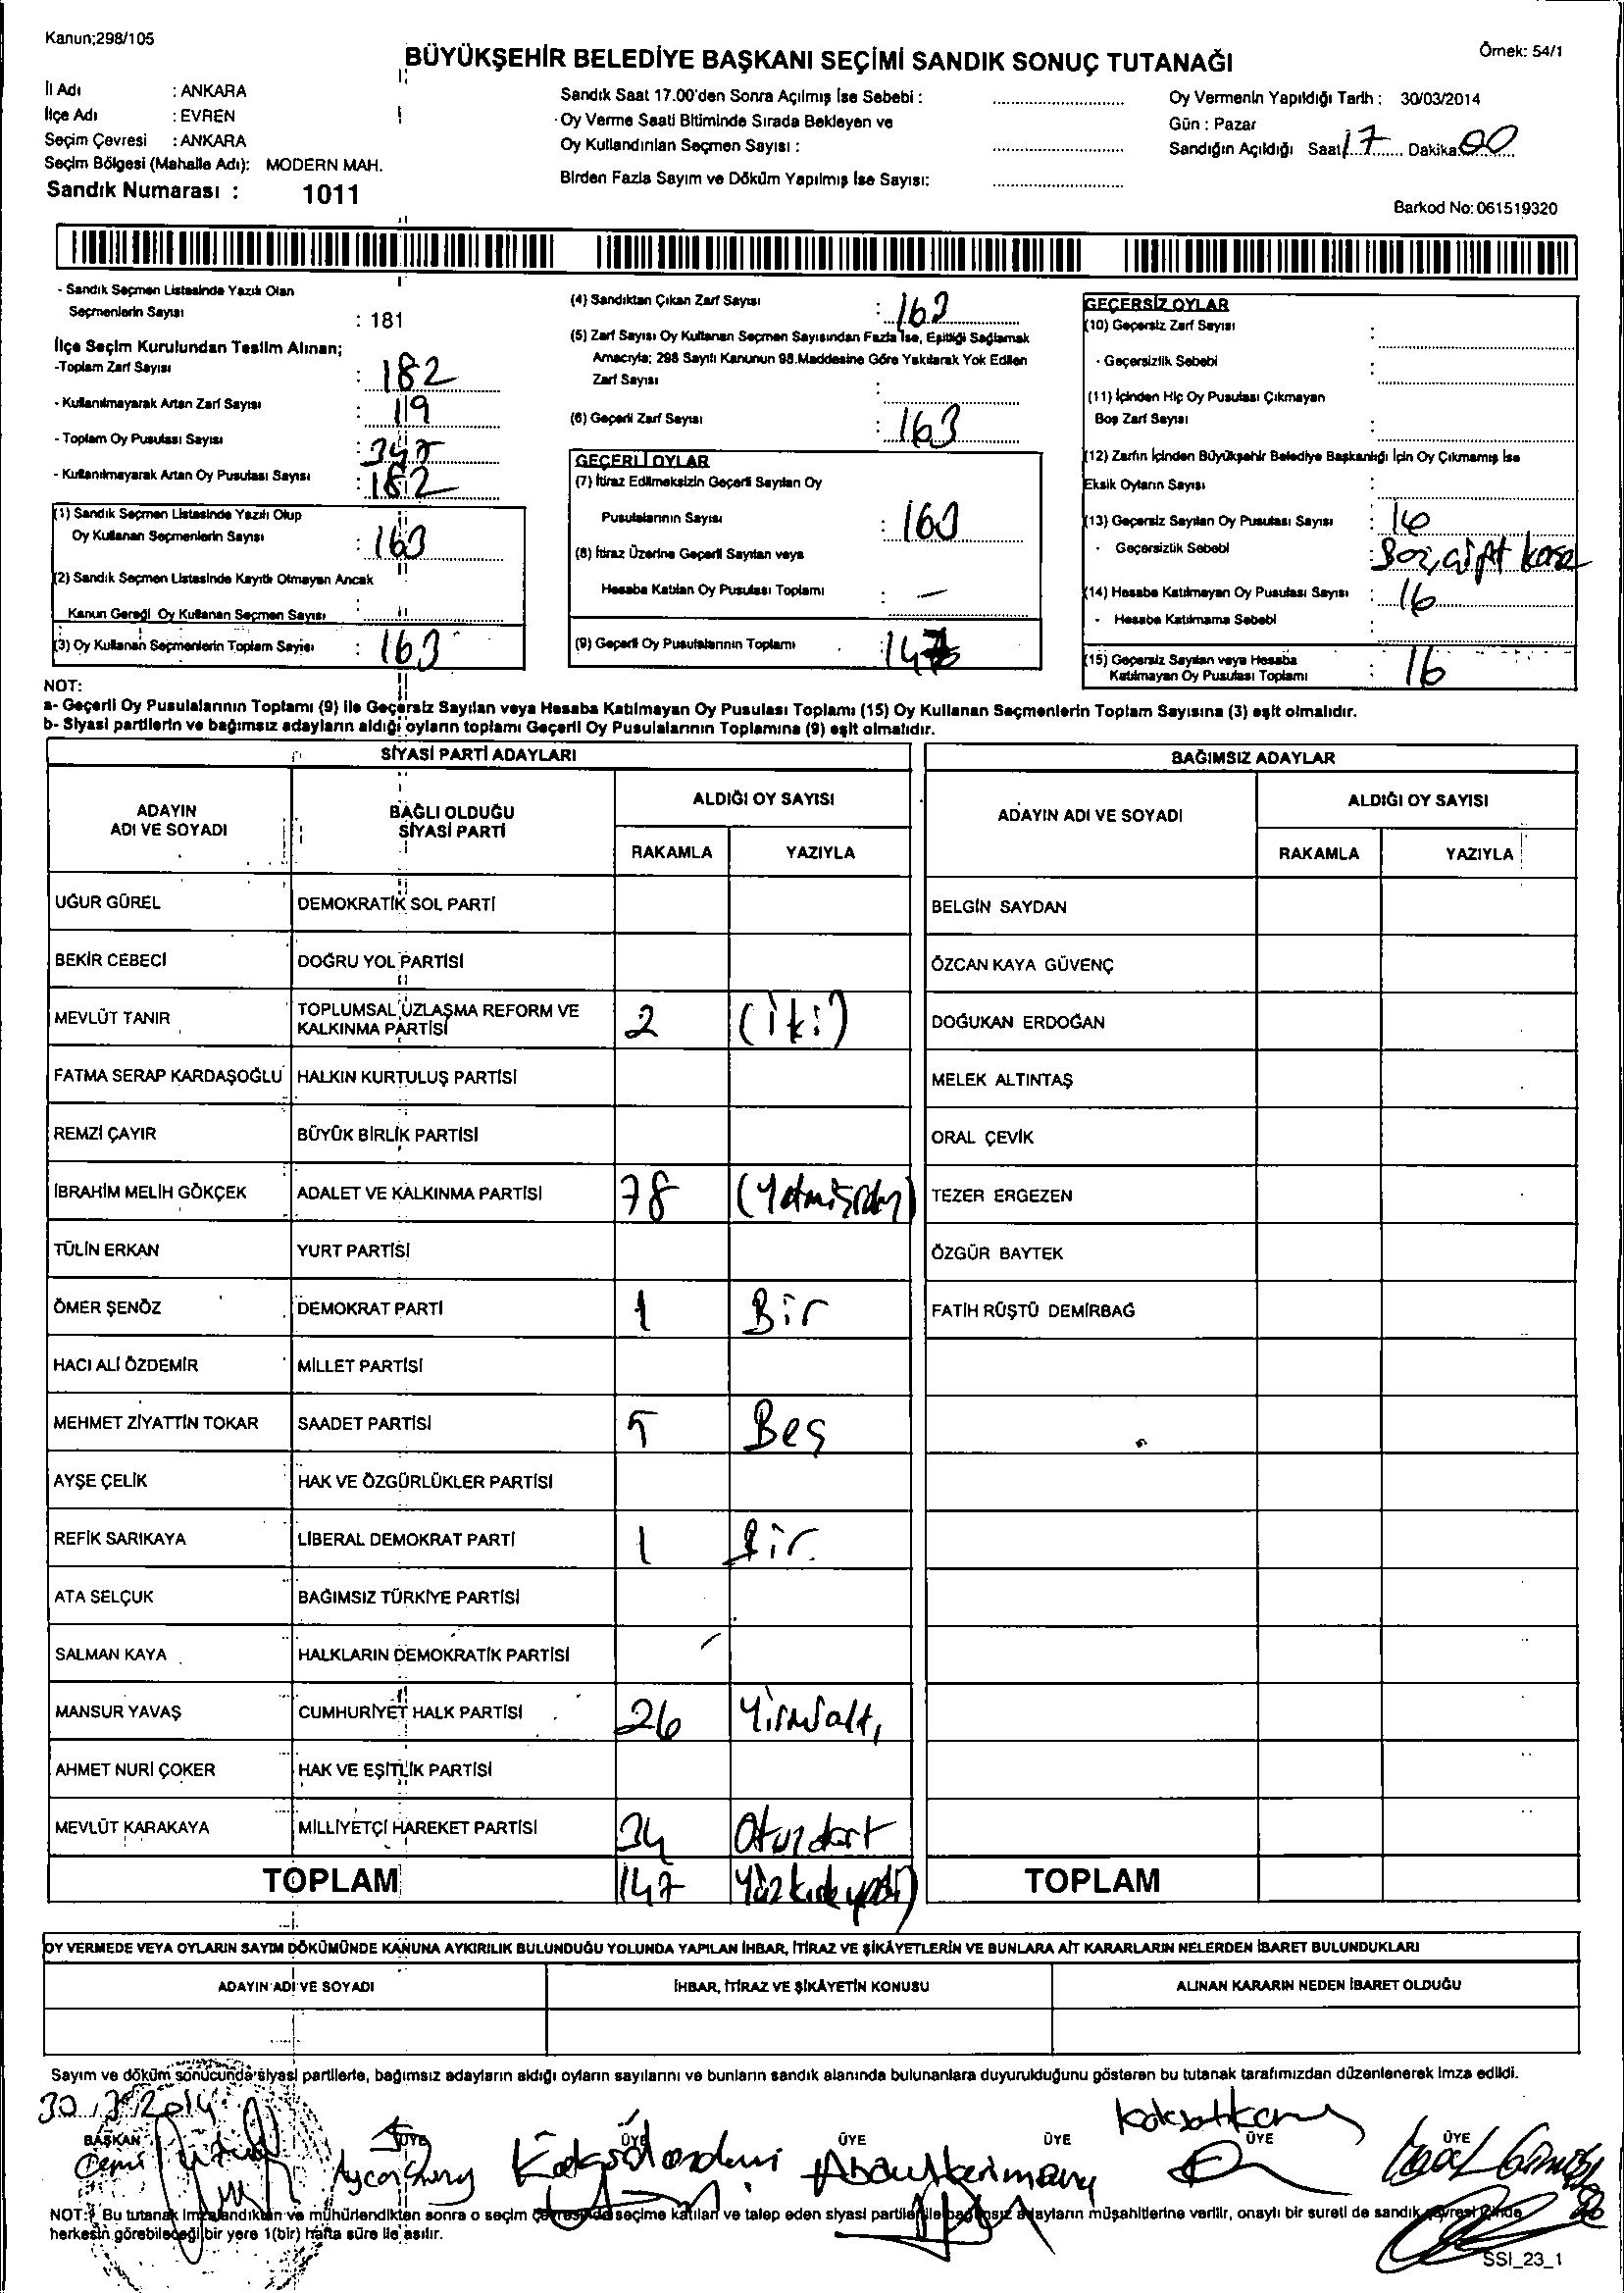 Kanun;298/105
BÜYÜKŞEHİR BELEDİYE BAŞKANI SEÇİMİ SANDIK SONUÇ TUTANAĞI
Örnek: 54/1
İl Adı : ANKARA
İlçe Adı : EVREN
Seçim Çevresi : ANKARA
Seçim Bölgesi (Mahalle Adı): MODERN MAH.
Sandık Numarası : 1011
Sandık Saat 17.00'den Sonra Açılmış İse Sebebi :
Oy Verme Saati Bitiminde Sırada Bekleyen ve
Oy Kullandırılan Seçmen Sayısı :
Birden Fazla Sayım ve Döküm Yapılmış İse Sayısı:
Oy Vermenin Yapıldığı Tarih : 30/03/2014
Gün : Pazar
Sandığın Açıldığı Saat 17 Dakika 00
Barkod No: 061519320
- Sandık Seçmen Listesinde Yazılı Olan
Seçmenlerin Sayısı : 181
İlçe Seçim Kurulundan Teslim Alınan;
-Toplam Zarf Sayısı : 182
- Kullanılmayarak Artan Zarf Sayısı : 19
- Toplam Oy Pusulası Sayısı : 347
- Kullanılmayarak Artan Oy Pusulası Sayısı : 182
(1) Sandık Seçmen Listesinde Yazılı Olup
Oy Kullanan Seçmenlerin Sayısı : 163
(2) Sandık Seçmen Listesinde Kayıtlı Olmayan Ancak
Kanun Gereği Oy Kullanan Seçmen Sayısı :
(3) Oy Kullanan Seçmenlerin Toplam Sayısı : 163
(4) Sandıktan Çıkan Zarf Sayısı : 163
(5) Zarf Sayısı Oy Kullanan Seçmen Sayısından Fazla İse, Eşitliği Sağlamak
Amacıyla; 298 Sayılı Kanunun 98.Maddesine Göre Yakılarak Yok Edilen
Zarf Sayısı :
(6) Geçerli Zarf Sayısı : 163
GEÇERLİ OYLAR
(7) İtiraz Edilmeksizin Geçerli Sayılan Oy
Pusulalarının Sayısı : 163
(8) İtiraz Üzerine Geçerli Sayılan veya
Hesaba Katılan Oy Pusulası Toplamı : —
(9) Geçerli Oy Pusulalarının Toplamı :
GEÇERSİZ OYLAR
(10) Geçersiz Zarf Sayısı :
- Geçersizlik Sebebi :
(11) İçinden Hiç Oy Pusulası Çıkmayan
Boş Zarf Sayısı :
(12) Zarfın İçinden Büyükşehir Belediye Başkanlığı İçin Oy Çıkmamış İse
Eksik Oyların Sayısı :
(13) Geçersiz Sayılan Oy Pusulası Sayısı : 16
- Geçersizlik Sebebi :
(14) Hesaba Katılmayan Oy Pusulası Sayısı : 16
- Hesaba Katılmama Sebebi :
(15) Geçersiz Sayılan veya Hesaba
Katılmayan Oy Pusulası Toplamı : 16
NOT:
a- Geçerli Oy Pusulalarının Toplamı (9) ile Geçersiz Sayılan veya Hesaba Katılmayan Oy Pusulası Toplamı (15) Oy Kullanan Seçmenlerin Toplam Sayısına (3) eşit olmalıdır.
b- Siyasi partilerin ve bağımsız adayların aldığı oyların toplamı Geçerli Oy Pusulalarının Toplamına (9) eşit olmalıdır.
SİYASİ PARTİ ADAYLARI
ADAYIN ADI VE SOYADI
BAĞLI OLDUĞU SİYASİ PARTİ
ALDIĞI OY SAYISI
RAKAMLA YAZIYLA
UĞUR GÜREL DEMOKRATİK SOL PARTİ
BEKİR CEBECİ DOĞRU YOL PARTİSİ
MEVLÜT TANIR TOPLUMSAL UZLAŞMA REFORM VE KALKINMA PARTİSİ 2 (iki)
FATMA SERAP KARDAŞOĞLU HALKIN KURTULUŞ PARTİSİ
REMZİ ÇAYIR BÜYÜK BİRLİK PARTİSİ
İBRAHİM MELİH GÖKÇEK ADALET VE KALKINMA PARTİSİ 78
TÜLİN ERKAN YURT PARTİSİ
ÖMER ŞENÖZ DEMOKRAT PARTİ 1 Bir
HACI ALİ ÖZDEMİR MİLLET PARTİSİ
MEHMET ZİYATTİN TOKAR SAADET PARTİSİ 5 Beş
AYŞE ÇELİK HAK VE ÖZGÜRLÜKLER PARTİSİ
REFİK SARIKAYA LİBERAL DEMOKRAT PARTİ 1 Bir.
ATA SELÇUK BAĞIMSIZ TÜRKİYE PARTİSİ
SALMAN KAYA HALKLARIN DEMOKRATİK PARTİSİ
MANSUR YAVAŞ CUMHURİYET HALK PARTİSİ 26 Yirmialtı
AHMET NURİ ÇOKER HAK VE EŞİTLİK PARTİSİ
MEVLÜT KARAKAYA MİLLİYETÇİ HAREKET PARTİSİ 34 Otuzdört
TOPLAM 147
BAĞIMSIZ ADAYLAR
ADAYIN ADI VE SOYADI
ALDIĞI OY SAYISI
RAKAMLA YAZIYLA
BELGİN SAYDAN
ÖZCAN KAYA GÜVENÇ
DOĞUKAN ERDOĞAN
MELEK ALTINTAŞ
ORAL ÇEVİK
TEZER ERGEZEN
ÖZGÜR BAYTEK
FATİH RÜŞTÜ DEMİRBAĞ
TOPLAM
OY VERMEDE VEYA OYLARIN SAYIM DÖKÜMÜNDE KANUNA AYKIRILIK BULUNDUĞU YOLUNDA YAPILAN İHBAR, İTİRAZ VE ŞİKÂYETLERİN VE BUNLARA AİT KARARLARIN NELERDEN İBARET BULUNDUKLARI
ADAYIN ADI VE SOYADI İHBAR, İTİRAZ VE ŞİKÂYETİN KONUSU ALINAN KARARIN NEDEN İBARET OLDUĞU
Sayım ve döküm sonucunda siyasi partilerle, bağımsız adayların aldığı oyların sayılarını ve bunların sandık alanında bulunanlara duyurulduğunu gösteren bu tutanak tarafımızdan düzenlenerek imza edildi.
30.3.2014
BAŞKAN ÜYE ÜYE ÜYE ÜYE ÜYE ÜYE
NOT: Bu tutanak İmzalandıktan ve mühürlendikten sonra o seçim çevresinde seçime katılan ve talep eden siyasi partiler ile bağımsız adayların müşahitlerine verilir, onaylı bir sureti de sandık çevresi içinde
herkesin görebileceği bir yere 1(bir) hafta süre ile asılır.
SSI_23_1